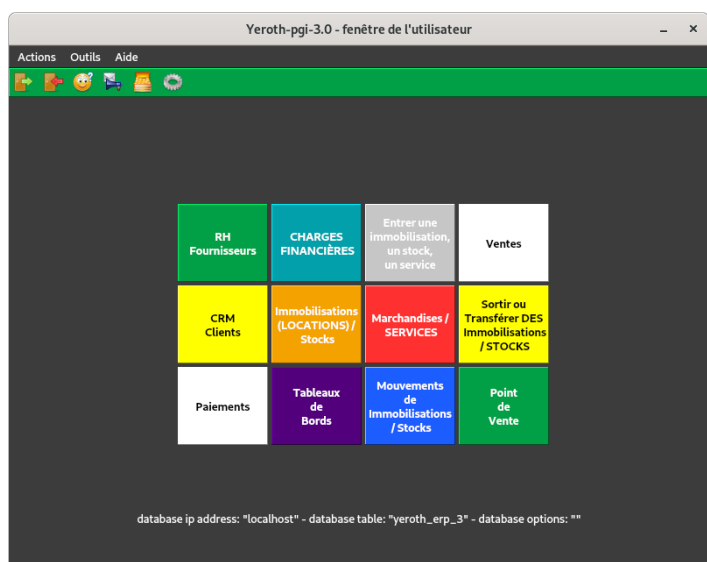 Yeroth-pgi-3.0 - fenêtre de l'utilisateur
Actions Outils Aide
RH
Fournisseurs
CHARGES
FINANCIÈRES
Entrer une
immobilisation,
un stock,
un service
Ventes
CRM
Clients
Immobilisations
(LOCATIONS) /
Stocks
Marchandises /
SERVICES
Sortir ou
Transférer DES
Immobilisations
/ STOCKS
Paiements
Tableaux
de
Bords
Mouvements
de
Immobilisations
/ Stocks
Point
de
Vente
database ip address: "localhost" - database table: "yeroth_erp_3" - database options: ""